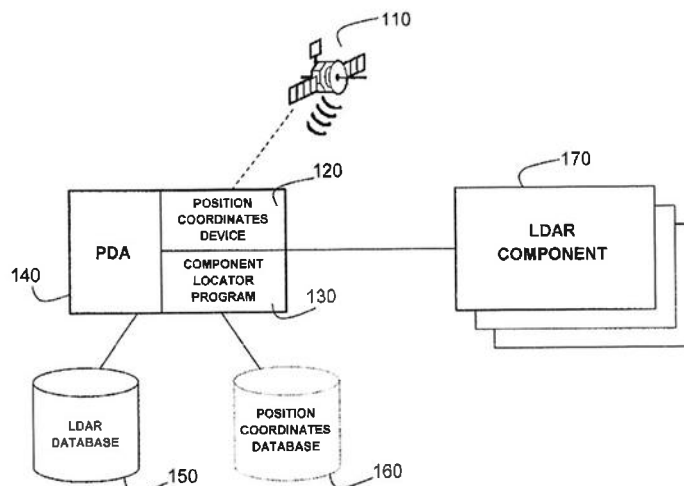 110
120
170
POSITION
COORDINATES
DEVICE
PDA
LDAR
COMPONENT
140
COMPONENT
LOCATOR
PROGRAM
130
LDAR
DATABASE
POSITION
COORDINATES
DATABASE
150
160